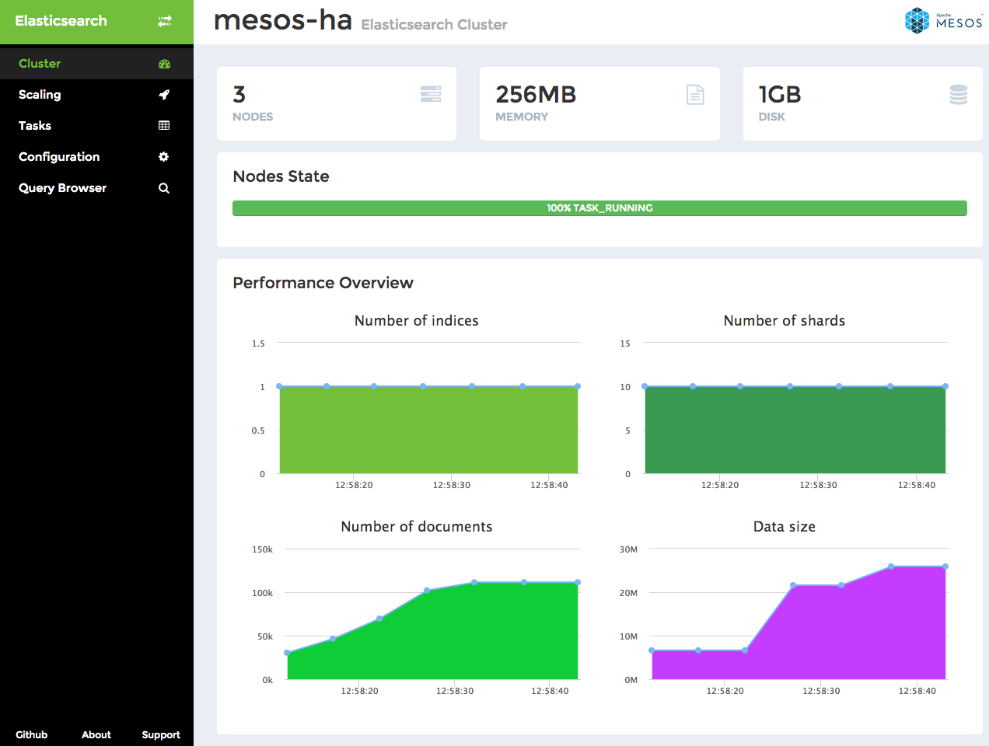 Elasticsearch
mesos-ha Elasticsearch Cluster
Apache
MESOS
Cluster
Scaling
Tasks
Configuration
Query Browser
3
NODES
256MB
MEMORY
1GB
DISK
Nodes State
100% TASK_RUNNING
Performance Overview
Number of indices
1.5
1
0.5
0
12:58:20 12:58:30 12:58:40
Number of shards
15
10
5
0
12:58:20 12:58:30 12:58:40
Number of documents
150k
100k
50k
0k
12:58:20 12:58:30 12:58:40
Data size
30M
20M
10M
0M
12:58:20 12:58:30 12:58:40
Github About Support